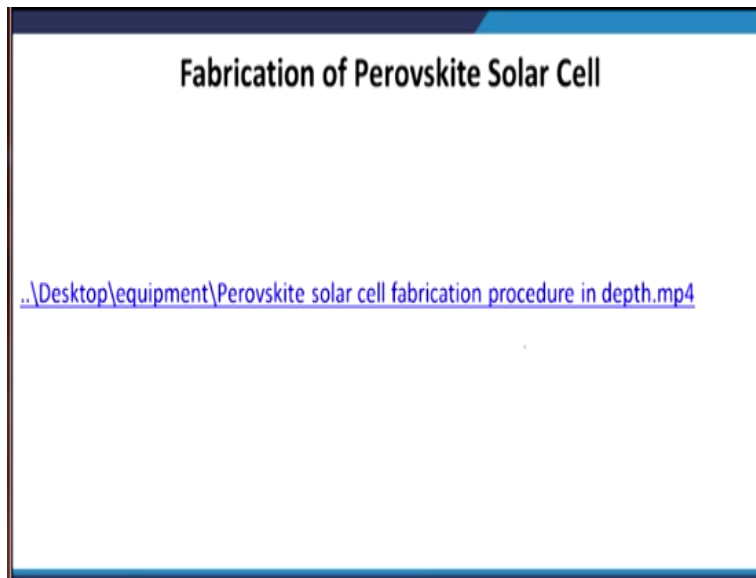 Fabrication of Perovskite Solar Cell
..\Desktop\equipment\Perovskite solar cell fabrication procedure in depth.mp4